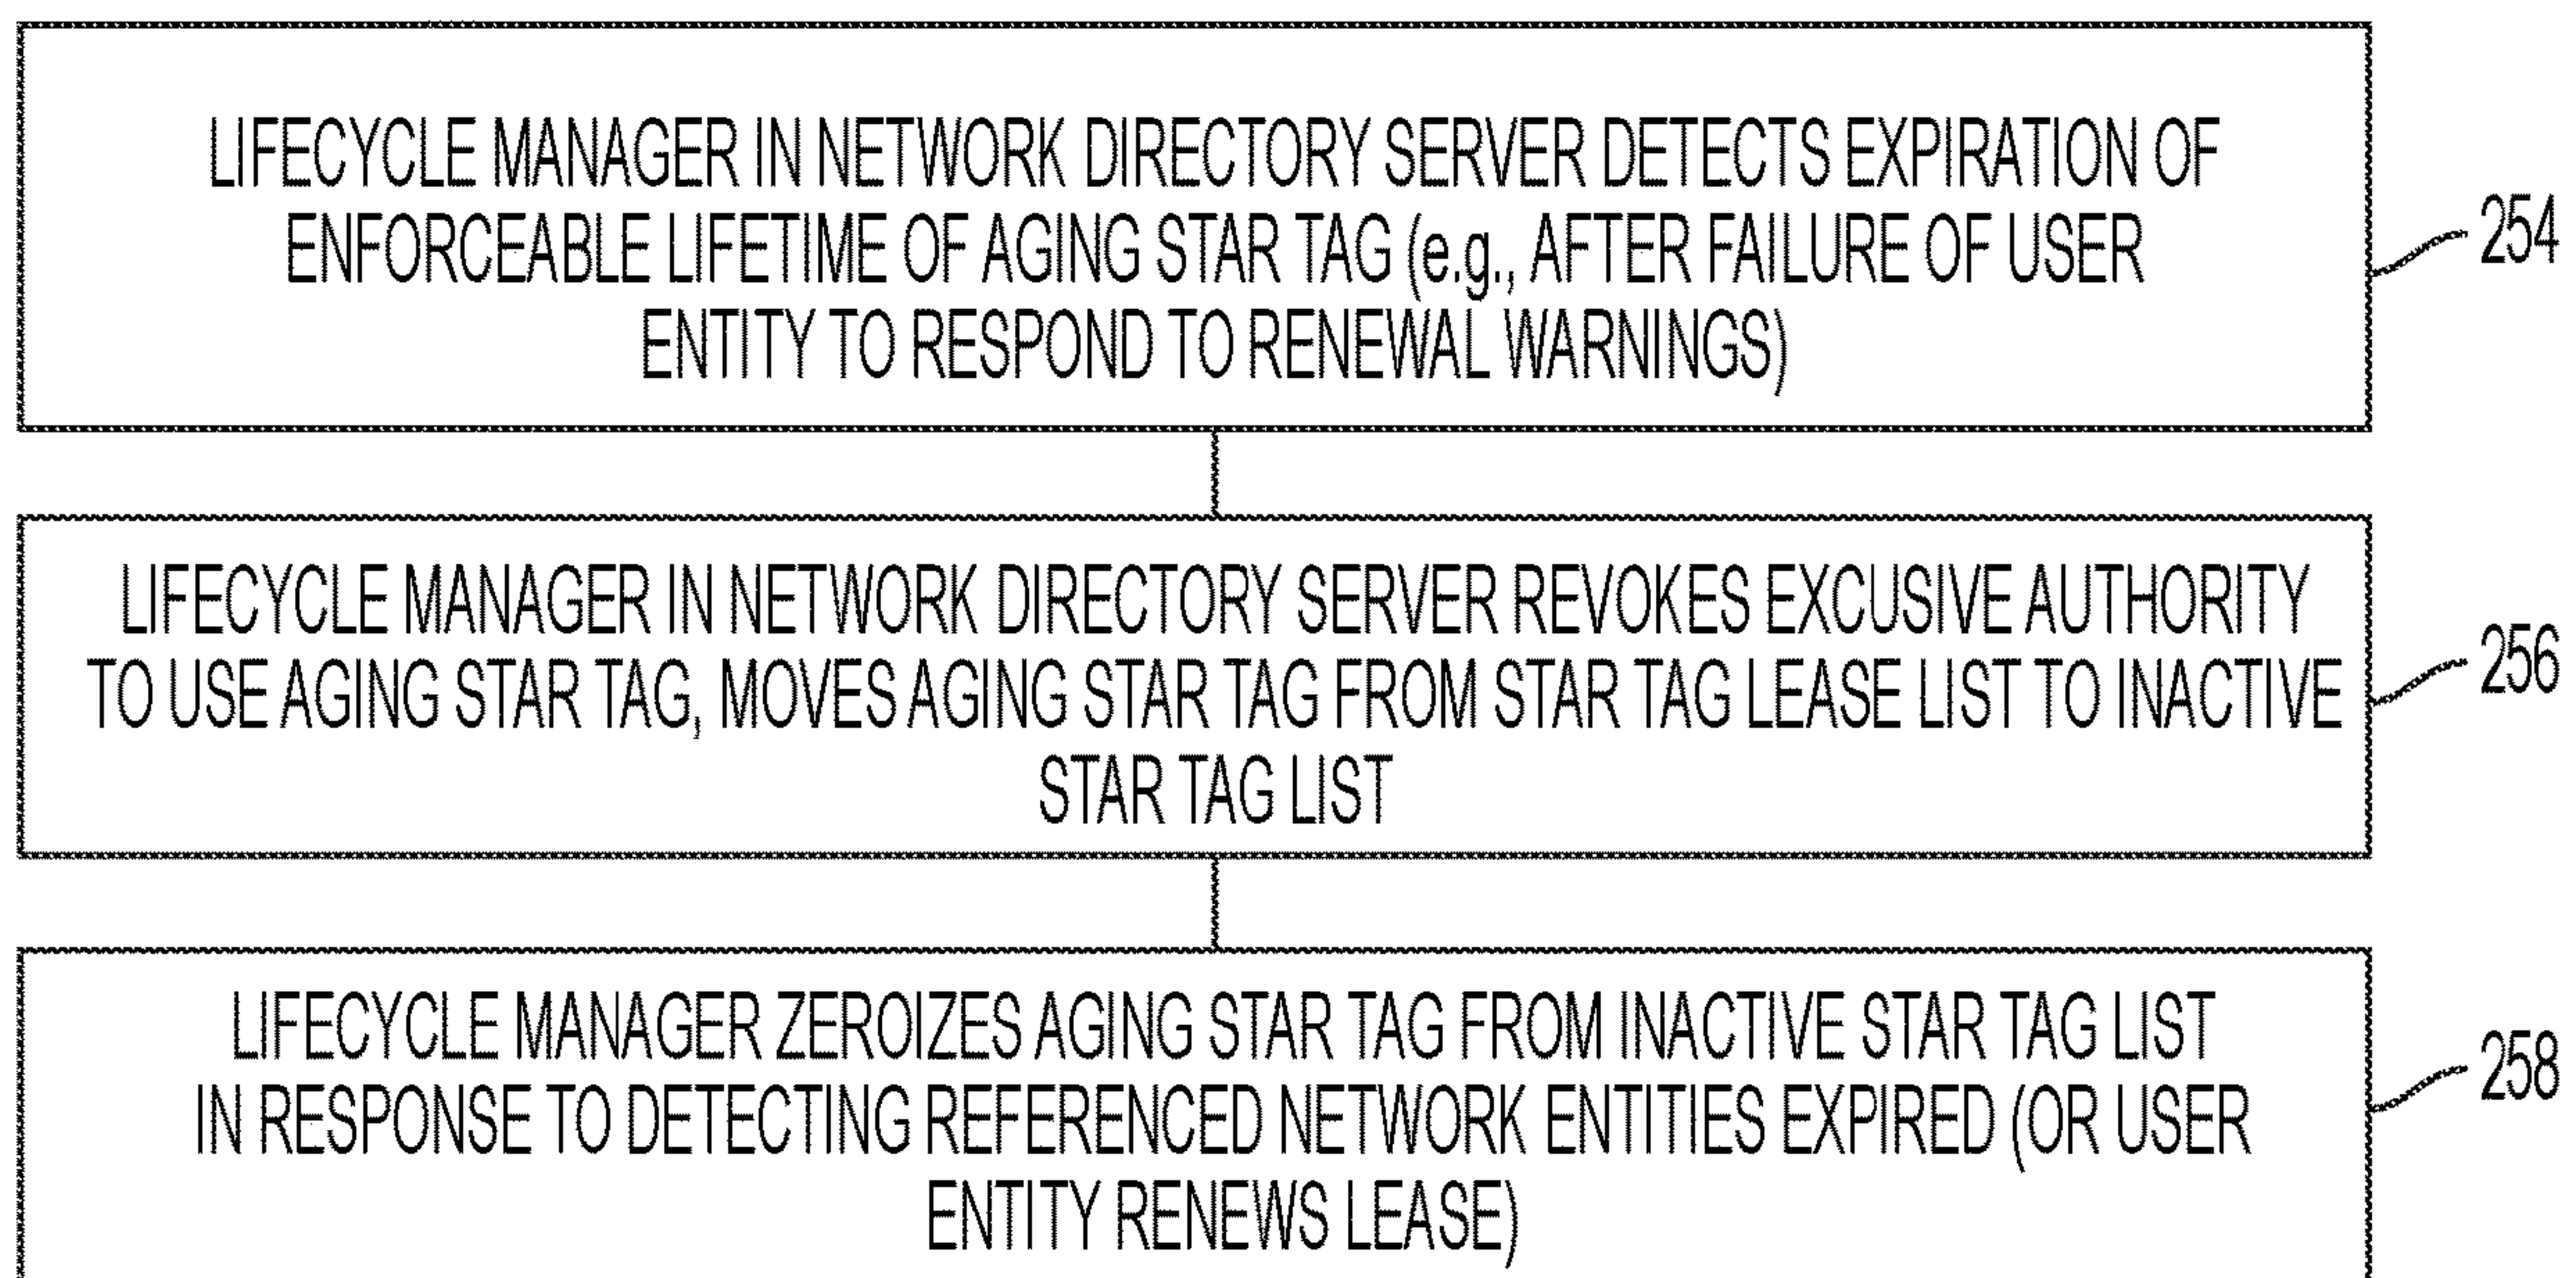 LIFECYCLE MANAGER IN NETWORK DIRECTORY SERVER DETECTS EXPIRATION OF
ENFORCEABLE LIFETIME OF AGING STAR TAG (e.g., AFTER FAILURE OF USER
ENTITY TO RESPOND TO RENEWAL WARNINGS)
254
LIFECYCLE MANAGER IN NETWORK DIRECTORY SERVER REVOKES EXCUSIVE AUTHORITY
TO USE AGING STAR TAG, MOVES AGING STAR TAG FROM STAR TAG LEASE LIST TO INACTIVE
STAR TAG LIST
256
LIFECYCLE MANAGER ZEROIZES AGING STAR TAG FROM INACTIVE STAR TAG LIST
IN RESPONSE TO DETECTING REFERENCED NETWORK ENTITIES EXPIRED (OR USER
ENTITY RENEWS LEASE)
258